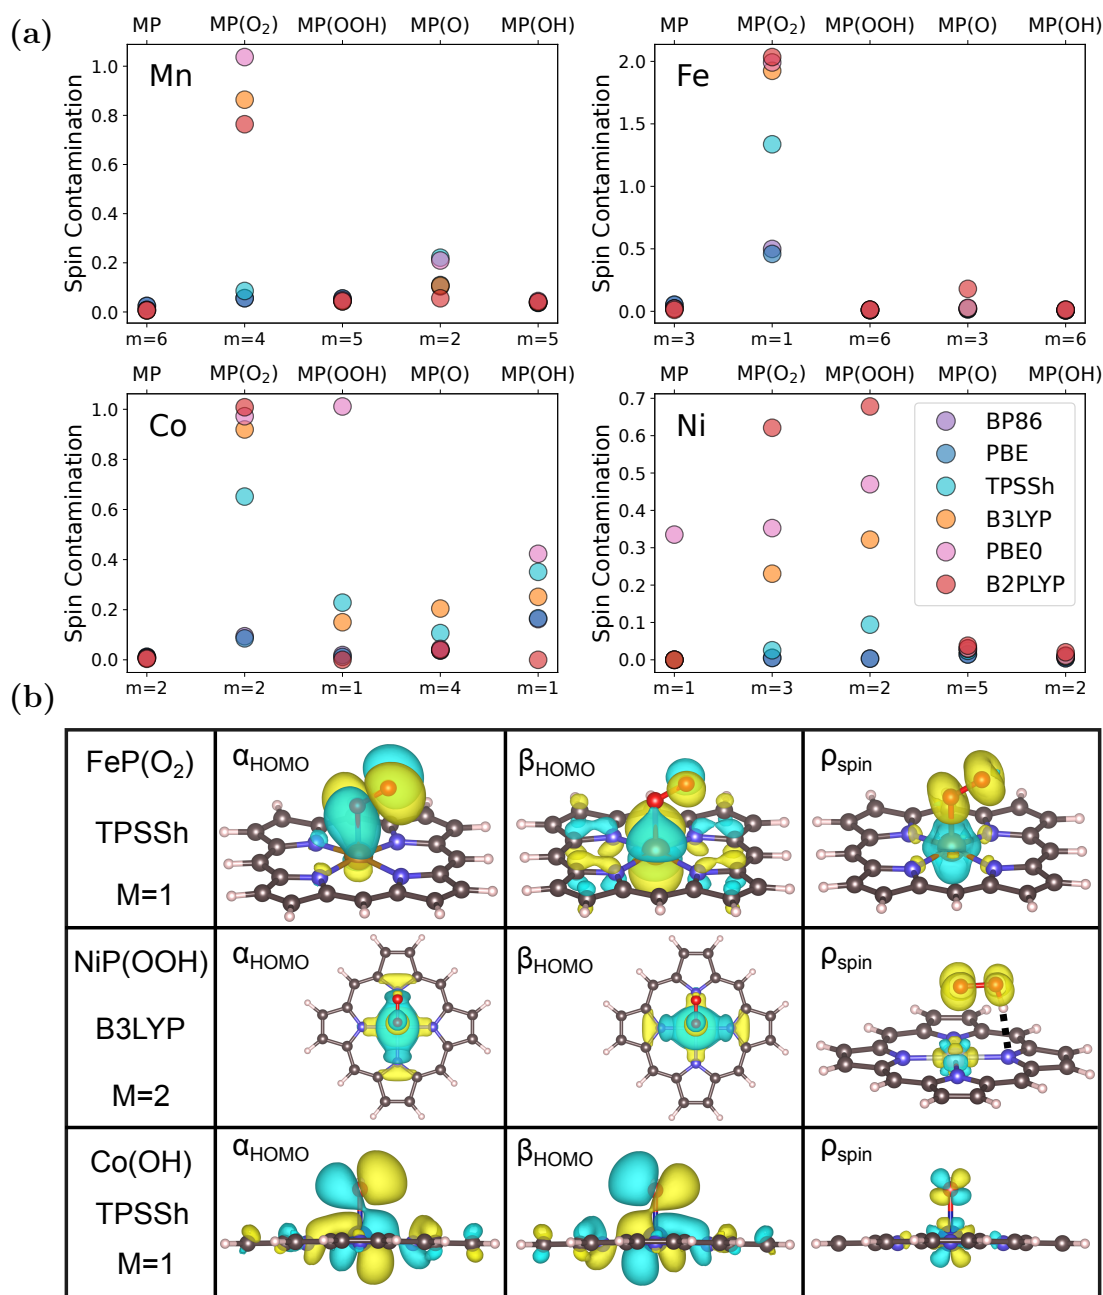 (a)
MP MP(O₂) MP(OOH) MP(O) MP(OH)
Mn
Spin Contamination
1.0
0.8
0.6
0.4
0.2
0.0
m=6 m=4 m=5 m=2 m=5
MP MP(O₂) MP(OOH) MP(O) MP(OH)
Fe
Spin Contamination
2.0
1.5
1.0
0.5
0.0
m=3 m=1 m=6 m=3 m=6
MP MP(O₂) MP(OOH) MP(O) MP(OH)
Co
Spin Contamination
1.0
0.8
0.6
0.4
0.2
0.0
m=2 m=2 m=1 m=4 m=1
MP MP(O₂) MP(OOH) MP(O) MP(OH)
Ni
Spin Contamination
0.7
0.6
0.5
0.4
0.3
0.2
0.1
0.0
m=1 m=3 m=2 m=5 m=2
BP86
PBE
TPSSh
B3LYP
PBE0
B2PLYP
(b)
FeP(O₂)
TPSSh
M=1
αHOMO
βHOMO
ρspin
NiP(OOH)
B3LYP
M=2
αHOMO
βHOMO
ρspin
Co(OH)
TPSSh
M=1
αHOMO
βHOMO
ρspin